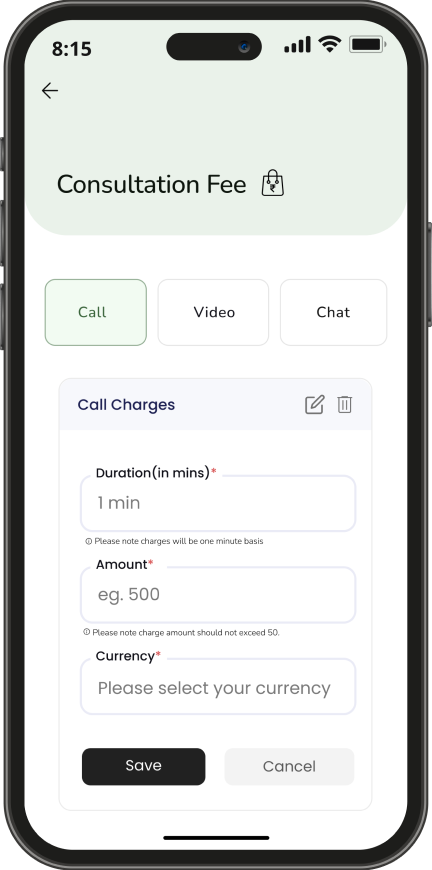 8:15
Consultation Fee ₹
Call Video Chat
Call Charges
Duration(in mins)*
1 min
Please note charges will be one minute basis
Amount*
eg. 500
Please note charge amount should not exceed 50.
Currency*
Please select your currency
Save Cancel